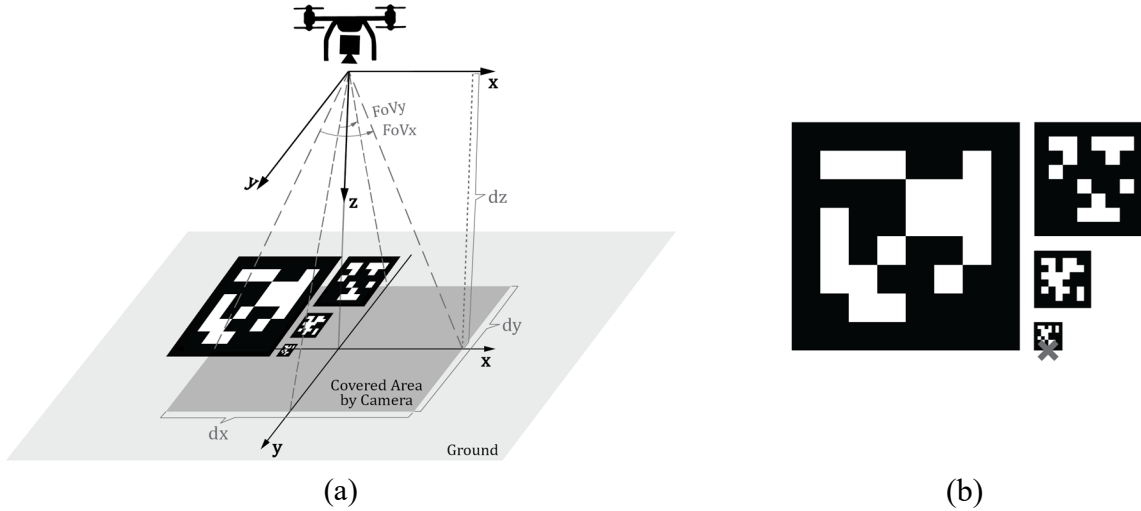 x
FoVy
FoVx
y
z
dz
dy
x
Covered Area
by Camera
dx
y
Ground
(a)
(b)